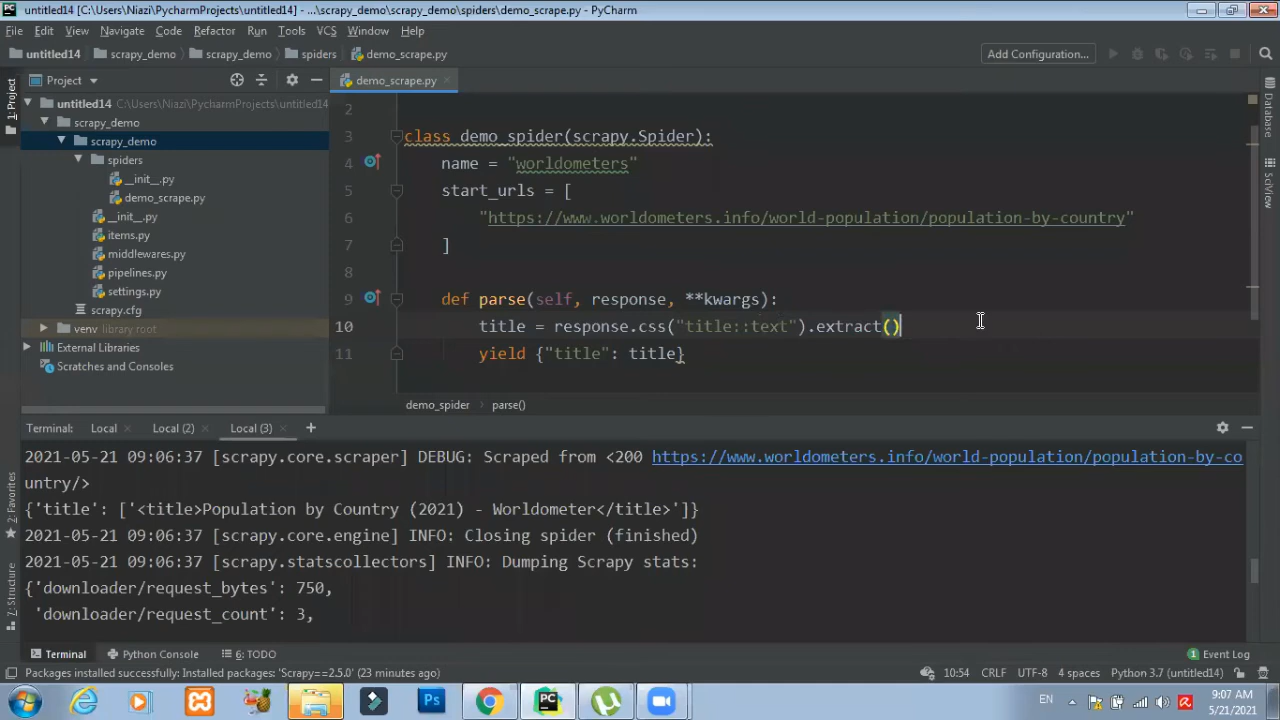 untitled14 [C:\Users\Niazi\PycharmProjects\untitled14] - ...\scrapy_demo\scrapy_demo\spiders\demo_scrape.py - PyCharm
File Edit View Navigate Code Refactor Run Tools VCS Window Help
untitled14 scrapy_demo scrapy_demo spiders demo_scrape.py Add Configuration...
1: Project
Project
demo_scrape.py
untitled14 C:\Users\Niazi\PycharmProjects\untitled14
scrapy_demo
scrapy_demo
spiders
__init__.py
demo_scrape.py
__init__.py
items.py
middlewares.py
pipelines.py
settings.py
scrapy.cfg
venv library root
External Libraries
Scratches and Consoles
2
3 class demo_spider(scrapy.Spider):
4 name = "worldometers"
5 start_urls = [
6 "https://www.worldometers.info/world-population/population-by-country"
7 ]
8
9 def parse(self, response, **kwargs):
10 title = response.css("title::text").extract()
11 yield {"title": title}
demo_spider parse()
Database
SciView
Terminal: Local Local (2) Local (3)
2021-05-21 09:06:37 [scrapy.core.scraper] DEBUG: Scraped from <200 https://www.worldometers.info/world-population/population-by-co
untry/>
{'title': ['<title>Population by Country (2021) - Worldometer</title>']}
2021-05-21 09:06:37 [scrapy.core.engine] INFO: Closing spider (finished)
2021-05-21 09:06:37 [scrapy.statscollectors] INFO: Dumping Scrapy stats:
{'downloader/request_bytes': 750,
'downloader/request_count': 3,
2: Favorites
7: Structure
Terminal Python Console 6: TODO 1 Event Log
Packages installed successfully: Installed packages: 'Scrapy==2.5.0' (23 minutes ago) 10:54 CRLF UTF-8 4 spaces Python 3.7 (untitled14)
Ps PC EN 9:07 AM
5/21/2021